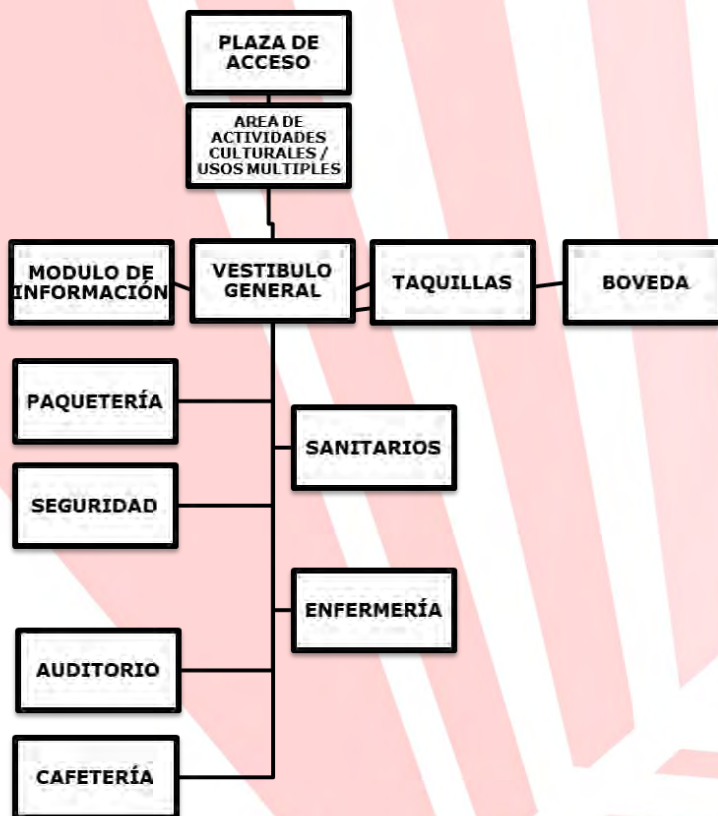 PLAZA DE
ACCESO
AREA DE
ACTIVIDADES
CULTURALES /
USOS MULTIPLES
MODULO DE
INFORMACIÓN
VESTIBULO
GENERAL
TAQUILLAS
BOVEDA
PAQUETERÍA
SANITARIOS
SEGURIDAD
ENFERMERÍA
AUDITORIO
CAFETERÍA